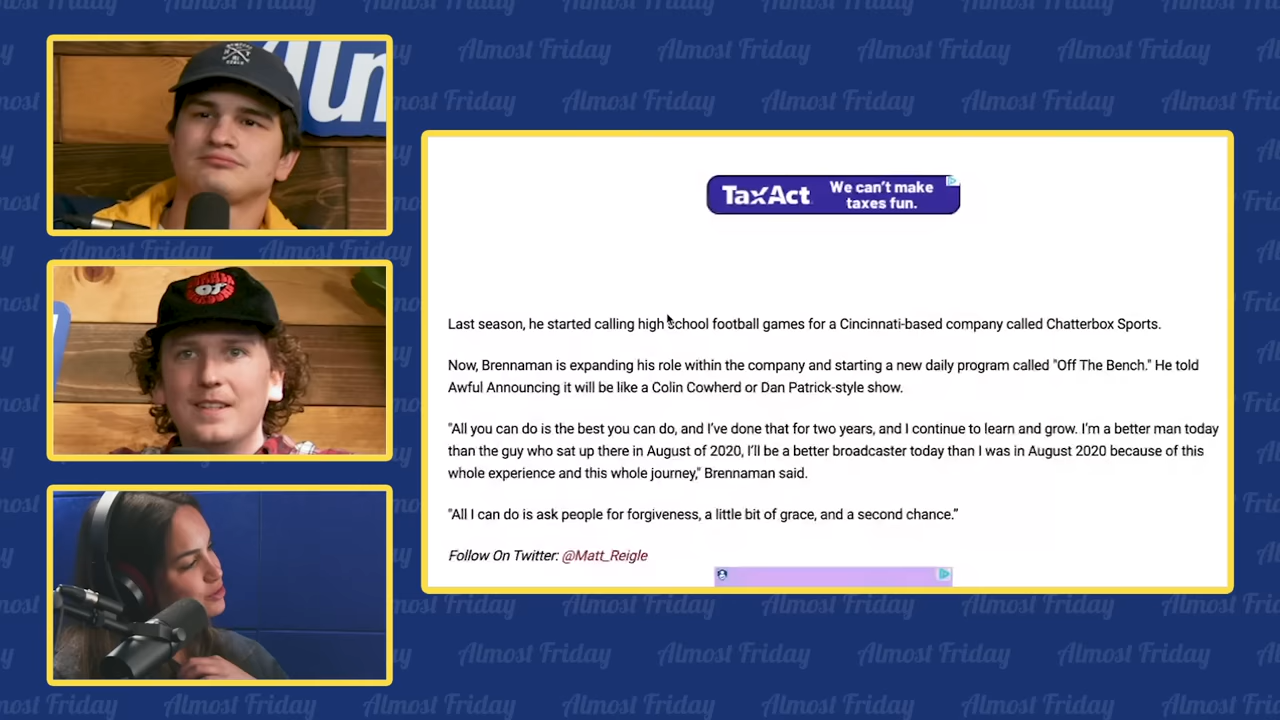 Almost Friday
TaxAct
We can't make
taxes fun.
Last season, he started calling high school football games for a Cincinnati-based company called Chatterbox Sports.
Now, Brennaman is expanding his role within the company and starting a new daily program called "Off The Bench." He told
Awful Announcing it will be like a Colin Cowherd or Dan Patrick-style show.
"All you can do is the best you can do, and I've done that for two years, and I continue to learn and grow. I'm a better man today
than the guy who sat up there in August of 2020, I'll be a better broadcaster today than I was in August 2020 because of this
whole experience and this whole journey," Brennaman said.
"All I can do is ask people for forgiveness, a little bit of grace, and a second chance."
Follow On Twitter: @Matt_Reigle